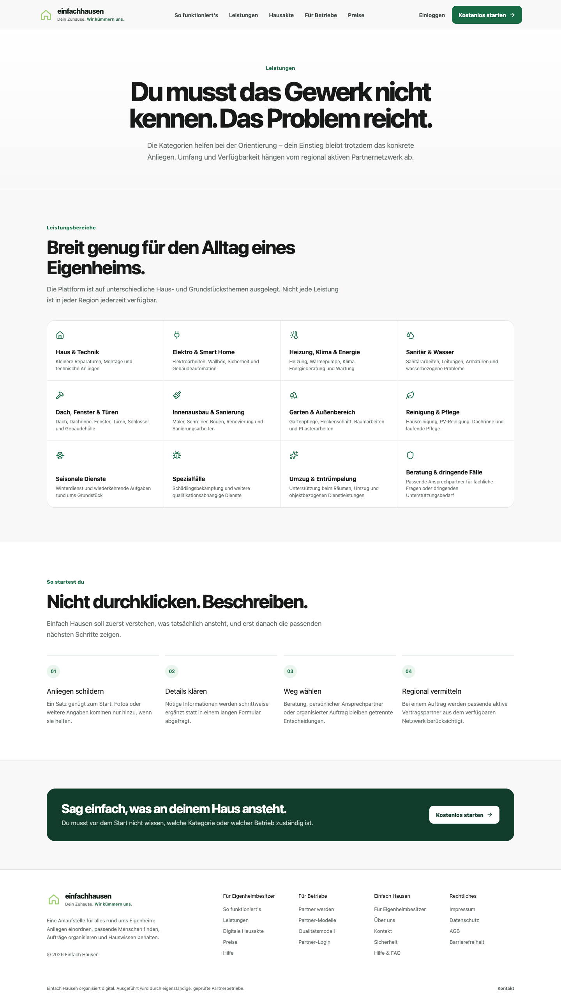 einfachhausen
Dein Zuhause. Wir kümmern uns.
So funktioniert's
Leistungen
Hausakte
Für Betriebe
Preise
Einloggen
Kostenlos starten
Leistungen
Du musst das Gewerk nicht
kennen. Das Problem reicht.
Die Kategorien helfen bei der Orientierung – dein Einstieg bleibt trotzdem das konkrete
Anliegen. Umfang und Verfügbarkeit hängen vom regional aktiven Partnernetzwerk ab.
Leistungsbereiche
Breit genug für den Alltag eines
Eigenheims.
Die Plattform ist auf unterschiedliche Haus- und Grundstücksthemen ausgelegt. Nicht jede Leistung
ist in jeder Region jederzeit verfügbar.
Haus & Technik
Kleinere Reparaturen, Montage und
technische Anliegen
Elektro & Smart Home
Elektroarbeiten, Wallbox, Sicherheit und
Gebäudeautomation
Heizung, Klima & Energie
Heizung, Wärmepumpe, Klima,
Energieberatung und Wartung
Sanitär & Wasser
Sanitärarbeiten, Leitungen, Armaturen und
wasserbezogene Probleme
Dach, Fenster & Türen
Dach, Dachrinne, Fenster, Türen, Schlosser
und Gebäudehülle
Innenausbau & Sanierung
Maler, Schreiner, Boden, Renovierung und
Sanierungsarbeiten
Garten & Außenbereich
Gartenpflege, Heckenschnitt, Baumarbeiten
und Pflasterarbeiten
Reinigung & Pflege
Hausreinigung, PV-Reinigung, Dachrinne und
laufende Pflege
Saisonale Dienste
Winterdienst und wiederkehrende Aufgaben
rund ums Grundstück
Spezialfälle
Schädlingsbekämpfung und weitere
qualifikationsabhängige Dienste
Umzug & Entrümpelung
Unterstützung beim Räumen, Umzug und
objektbezogenen Dienstleistungen
Beratung & dringende Fälle
Passende Ansprechpartner für fachliche
Fragen oder dringenden
Unterstützungsbedarf
So startest du
Nicht durchklicken. Beschreiben.
Einfach Hausen soll zuerst verstehen, was tatsächlich ansteht, und erst danach die passenden
nächsten Schritte zeigen.
01
Anliegen schildern
Ein Satz genügt zum Start. Fotos oder
weitere Angaben kommen nur hinzu, wenn
sie helfen.
02
Details klären
Nötige Informationen werden schrittweise
ergänzt statt in einem langen Formular
abgefragt.
03
Weg wählen
Beratung, persönlicher Ansprechpartner
oder organisierter Auftrag bleiben getrennte
Entscheidungen.
04
Regional vermitteln
Bei einem Auftrag werden passende aktive
Vertragspartner aus dem verfügbaren
Netzwerk berücksichtigt.
Sag einfach, was an deinem Haus ansteht.
Du musst vor dem Start nicht wissen, welche Kategorie oder welcher Betrieb zuständig ist.
Kostenlos starten
einfachhausen
Dein Zuhause. Wir kümmern uns.
Eine Anlaufstelle für alles rund ums Eigenheim:
Anliegen einordnen, passende Menschen finden,
Aufträge organisieren und Hauswissen behalten.
© 2026 Einfach Hausen
Für Eigenheimbesitzer
So funktioniert's
Leistungen
Digitale Hausakte
Preise
Hilfe
Für Betriebe
Partner werden
Partner-Modelle
Qualitätsmodell
Partner-Login
Einfach Hausen
Für Eigenheimbesitzer
Über uns
Kontakt
Sicherheit
Hilfe & FAQ
Rechtliches
Impressum
Datenschutz
AGB
Barrierefreiheit
Einfach Hausen organisiert digital. Ausgeführt wird durch eigenständige, geprüfte Partnerbetriebe.
Kontakt